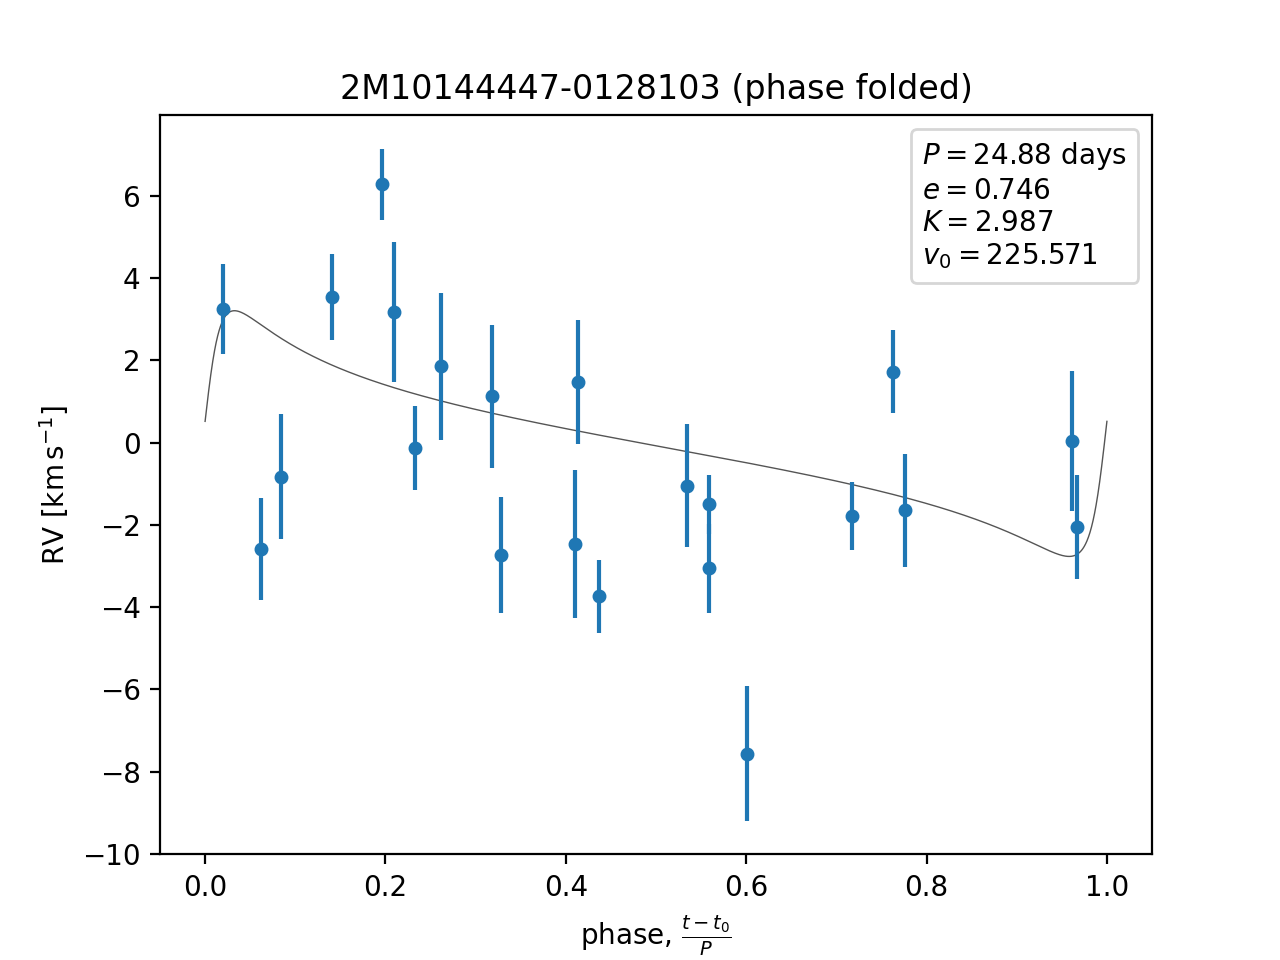 2M10144447-0128103 (phase folded)
P = 24.88 days
e = 0.746
K = 2.987
v₀ = 225.571
RV [km s⁻¹]
6
4
2
0
−2
−4
−6
−8
−10
0.0 0.2 0.4 0.6 0.8 1.0
phase, (t − t₀)/P